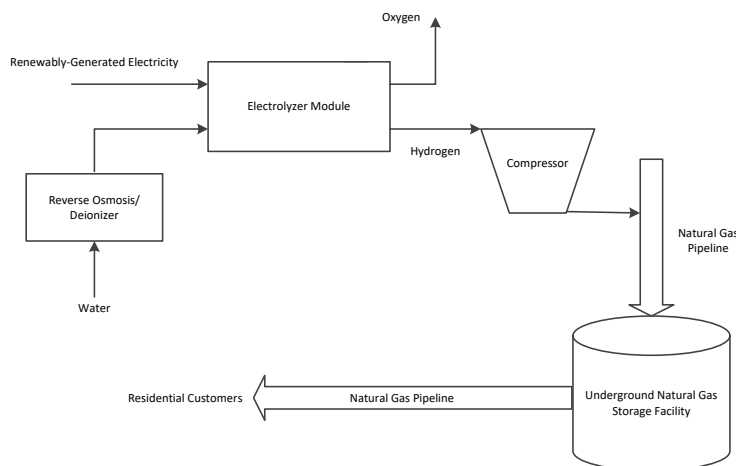 Oxygen
Renewably-Generated Electricity
Electrolyzer Module
Hydrogen
Compressor
Reverse Osmosis/
Deionizer
Natural Gas
Pipeline
Water
Residential Customers
Natural Gas Pipeline
Underground Natural Gas
Storage Facility